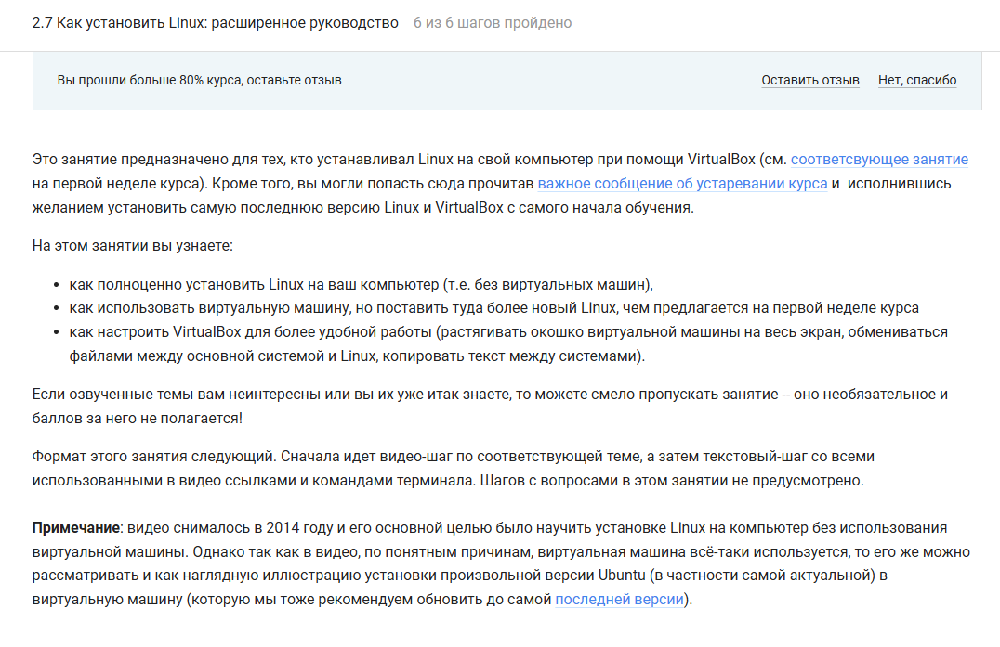 2.7 Как установить Linux: расширенное руководство 6 из 6 шагов пройдено
Вы прошли больше 80% курса, оставьте отзыв Оставить отзыв Нет, спасибо
Это занятие предназначено для тех, кто устанавливал Linux на свой компьютер при помощи VirtualBox (см. соответсвующее занятие
на первой неделе курса). Кроме того, вы могли попасть сюда прочитав важное сообщение об устаревании курса и исполнившись
желанием установить самую последнюю версию Linux и VirtualBox с самого начала обучения.
На этом занятии вы узнаете:
• как полноценно установить Linux на ваш компьютер (т.е. без виртуальных машин),
• как использовать виртуальную машину, но поставить туда более новый Linux, чем предлагается на первой неделе курса
• как настроить VirtualBox для более удобной работы (растягивать окошко виртуальной машины на весь экран, обмениваться
файлами между основной системой и Linux, копировать текст между системами).
Если озвученные темы вам неинтересны или вы их уже итак знаете, то можете смело пропускать занятие -- оно необязательное и
баллов за него не полагается!
Формат этого занятия следующий. Сначала идет видео-шаг по соответствующей теме, а затем текстовый-шаг со всеми
использованными в видео ссылками и командами терминала. Шагов с вопросами в этом занятии не предусмотрено.
Примечание: видео снималось в 2014 году и его основной целью было научить установке Linux на компьютер без использования
виртуальной машины. Однако так как в видео, по понятным причинам, виртуальная машина всё-таки используется, то его же можно
рассматривать и как наглядную иллюстрацию установки произвольной версии Ubuntu (в частности самой актуальной) в
виртуальную машину (которую мы тоже рекомендуем обновить до самой последней версии).